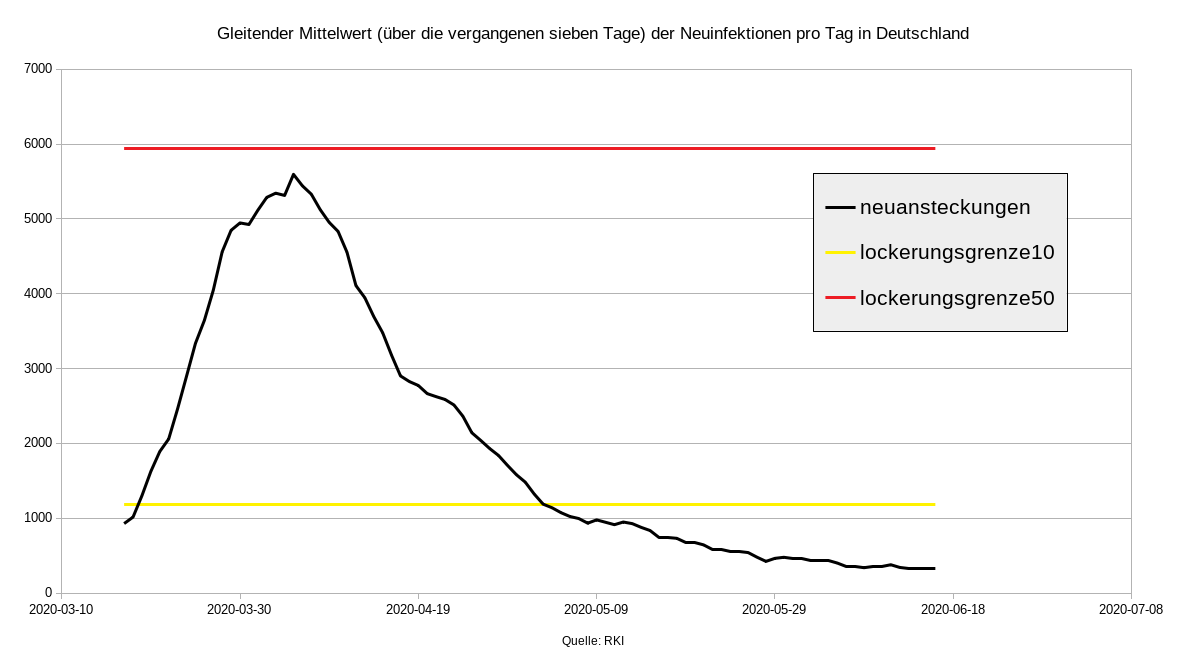 Gleitender Mittelwert (über die vergangenen sieben Tage) der Neuinfektionen pro Tag in Deutschland
7000
6000
5000
4000
3000
2000
1000
0
neuansteckungen
lockerungsgrenze10
lockerungsgrenze50
2020-03-10 2020-03-30 2020-04-19 2020-05-09 2020-05-29 2020-06-18 2020-07-08
Quelle: RKI